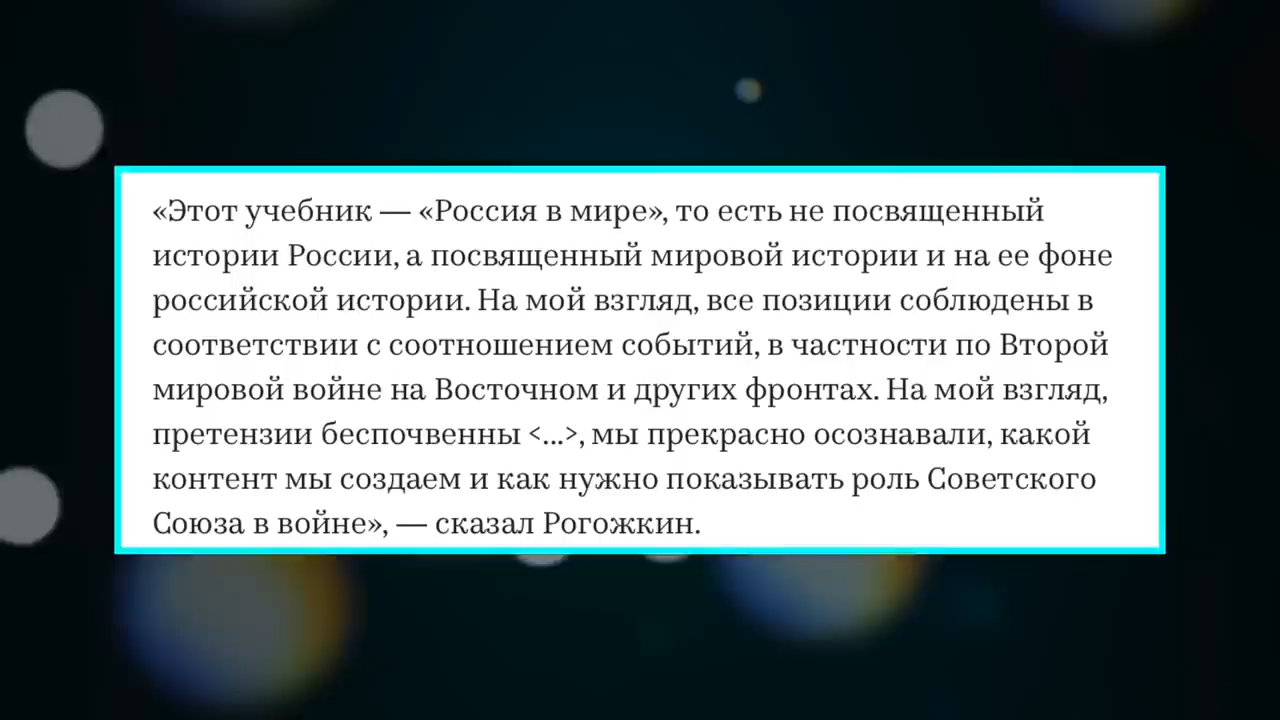 «Этот учебник — «Россия в мире», то есть не посвященный
истории России, а посвященный мировой истории и на ее фоне
российской истории. На мой взгляд, все позиции соблюдены в
соответствии с соотношением событий, в частности по Второй
мировой войне на Восточном и других фронтах. На мой взгляд,
претензии беспочвенны <...>, мы прекрасно осознавали, какой
контент мы создаем и как нужно показывать роль Советского
Союза в войне», — сказал Рогожкин.